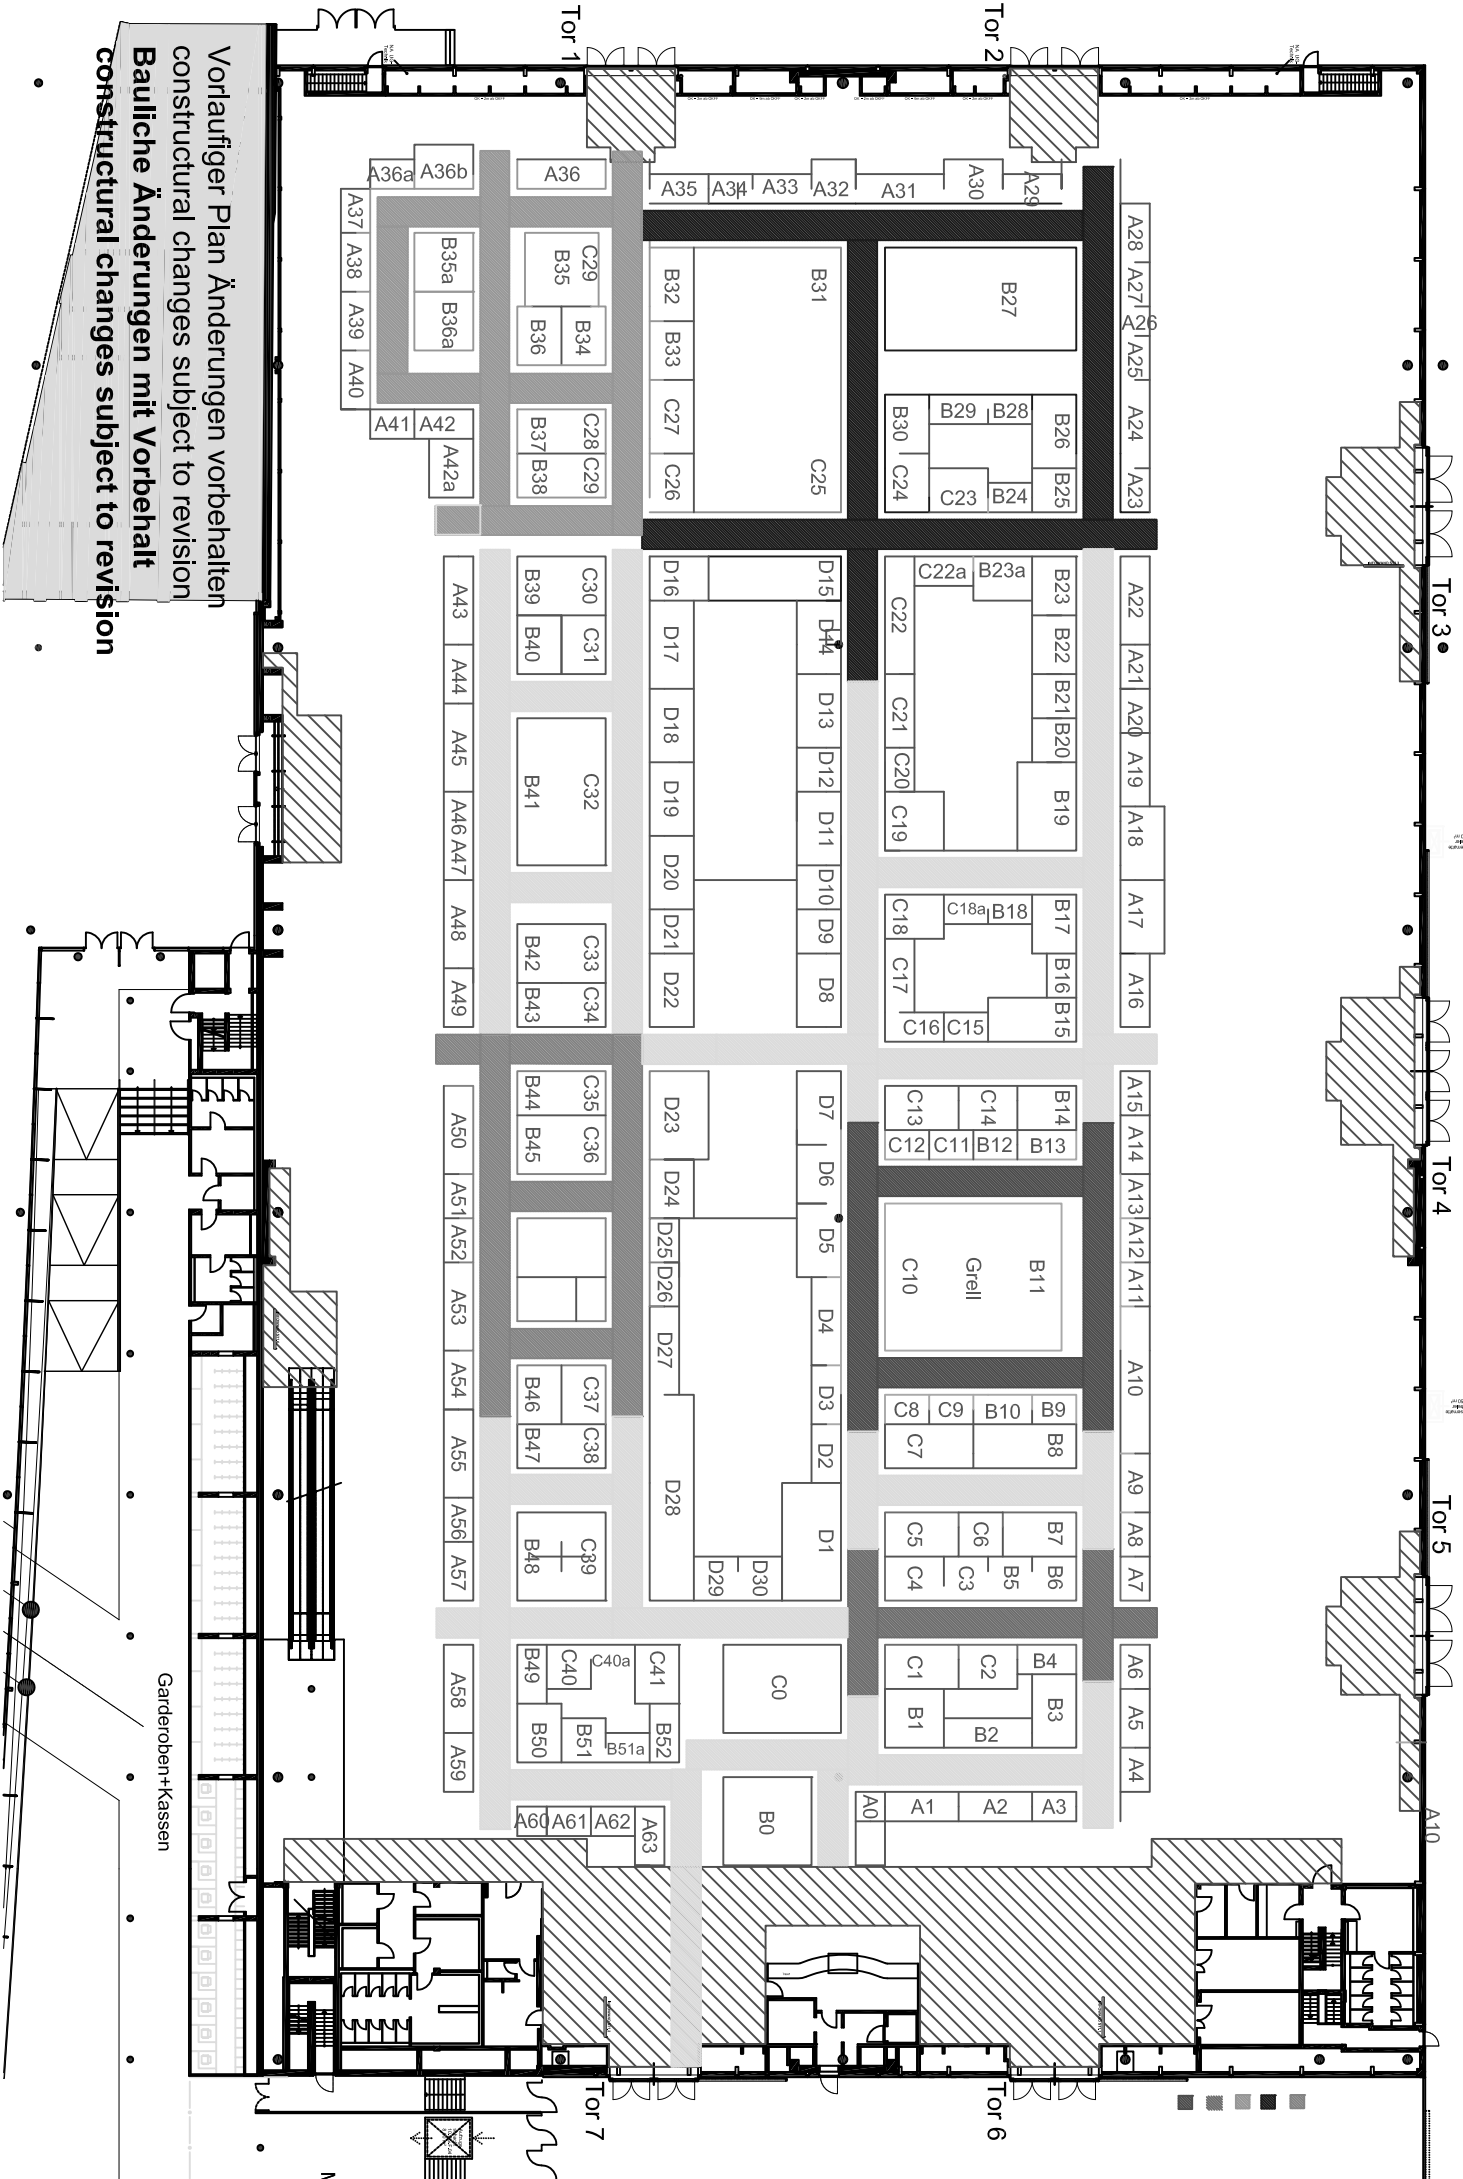 Vorlaufiger Plan Änderungen vorbehalten
constructural changes subject to revision
Bauliche Änderungen mit Vorbehalt
constructural changes subject to revision
Tor 1
Tor 2
A36a
A36b
A36
A35
A34
A33
A32
A31
A30
A29
A37
A38
A39
A40
A41
A42
A42a
B35a
B36a
C29
B35
B36
B34
B37
C28
B38
C29
B32
B33
C27
C26
B31
C25
B27
B30
B29
B28
B26
C24
C23
B24
B25
A28
A27
A26
A25
A24
A23
Tor 3
A43
A44
A45
A46
A47
A48
A49
B39
C30
B40
C31
B41
C32
B42
C33
B43
C34
D16
D17
D18
D19
D20
D21
D22
D15
D14
D13
D12
D11
D10
D9
D8
C22a
B23a
B23
C22
B22
C21
B21
B20
C20
C19
B19
C18
C18a
B18
B17
C17
B16
C16
C15
B15
A22
A21
A20
A19
A18
A17
A16
Tor 4
A50
A51
A52
A53
A54
A55
A56
A57
B44
C35
B45
C36
B46
C37
B47
C38
B48
C39
D23
D24
D25
D26
D27
D28
D29
D30
D7
D6
D5
D4
D3
D2
D1
C13
C14
B14
C12
C11
B12
B13
C10
Grell
B11
C8
C9
B10
B9
C7
B8
C5
C6
B7
C4
C3
B5
B6
A15
A14
A13
A12
A11
A10
A9
A8
A7
Tor 5
A58
A59
B49
C40
C40a
C41
B50
B51
B51a
B52
C0
C1
C2
B4
B1
B2
B3
A6
A5
A4
A60
A61
A62
A63
B0
A0
A1
A2
A3
A10
Garderoben+Kassen
Tor 7
Tor 6